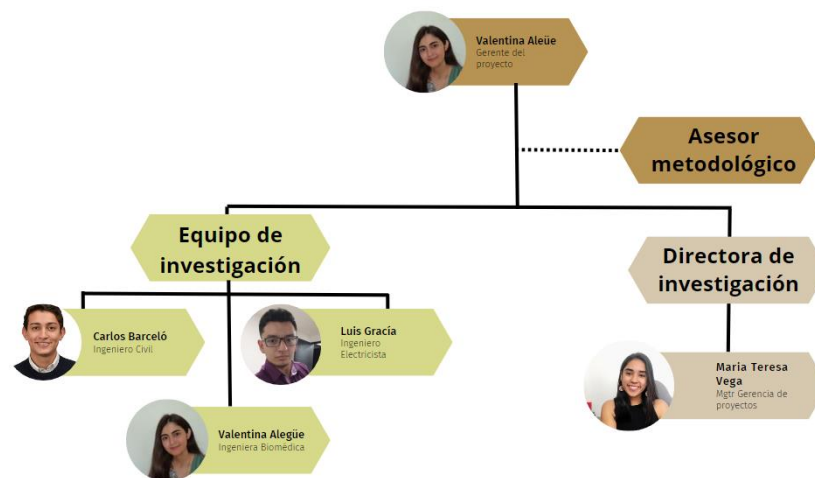 Valentina Aleüe
Gerente del
proyecto
Asesor
metodológico
Equipo de
investigación
Directora de
investigación
Carlos Barceló
Ingeniero Civil
Luis Gracía
Ingeniero
Electricista
Maria Teresa
Vega
Mgtr Gerencia de
proyectos
Valentina Alegüe
Ingeniera Biomédica